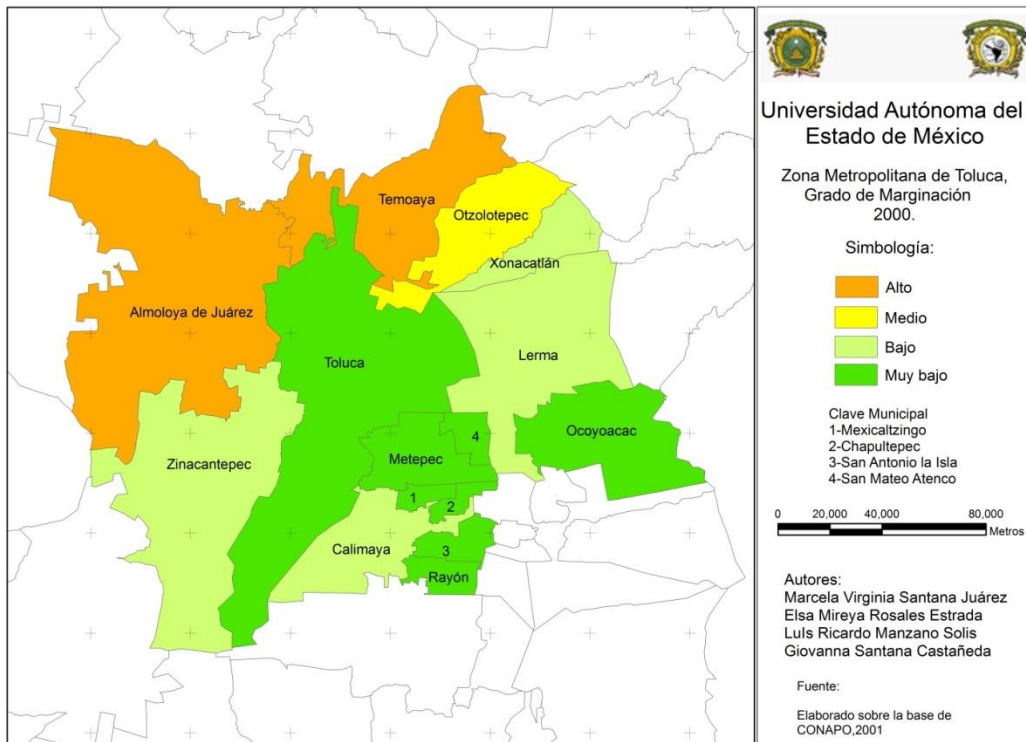 Temoaya
Otzolotepec
Xonacatlán
Almoloya de Juárez
Toluca
Lerma
Ocoyoacac
4
Metepec
Zinacantepec
1
2
Calimaya
3
Rayón
Universidad Autónoma del
Estado de México
Zona Metropolitana de Toluca,
Grado de Marginación
2000.
Simbología:
Alto
Medio
Bajo
Muy bajo
Clave Municipal
1-Mexicaltzingo
2-Chapultepec
3-San Antonio la Isla
4-San Mateo Atenco
0 20,000 40,000 80,000
Metros
Autores:
Marcela Virginia Santana Juárez
Elsa Mireya Rosales Estrada
LuIs Ricardo Manzano Solis
Giovanna Santana Castañeda
Fuente:
Elaborado sobre la base de
CONAPO,2001